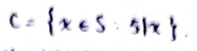 C = {x ∈ S : 5|x}.